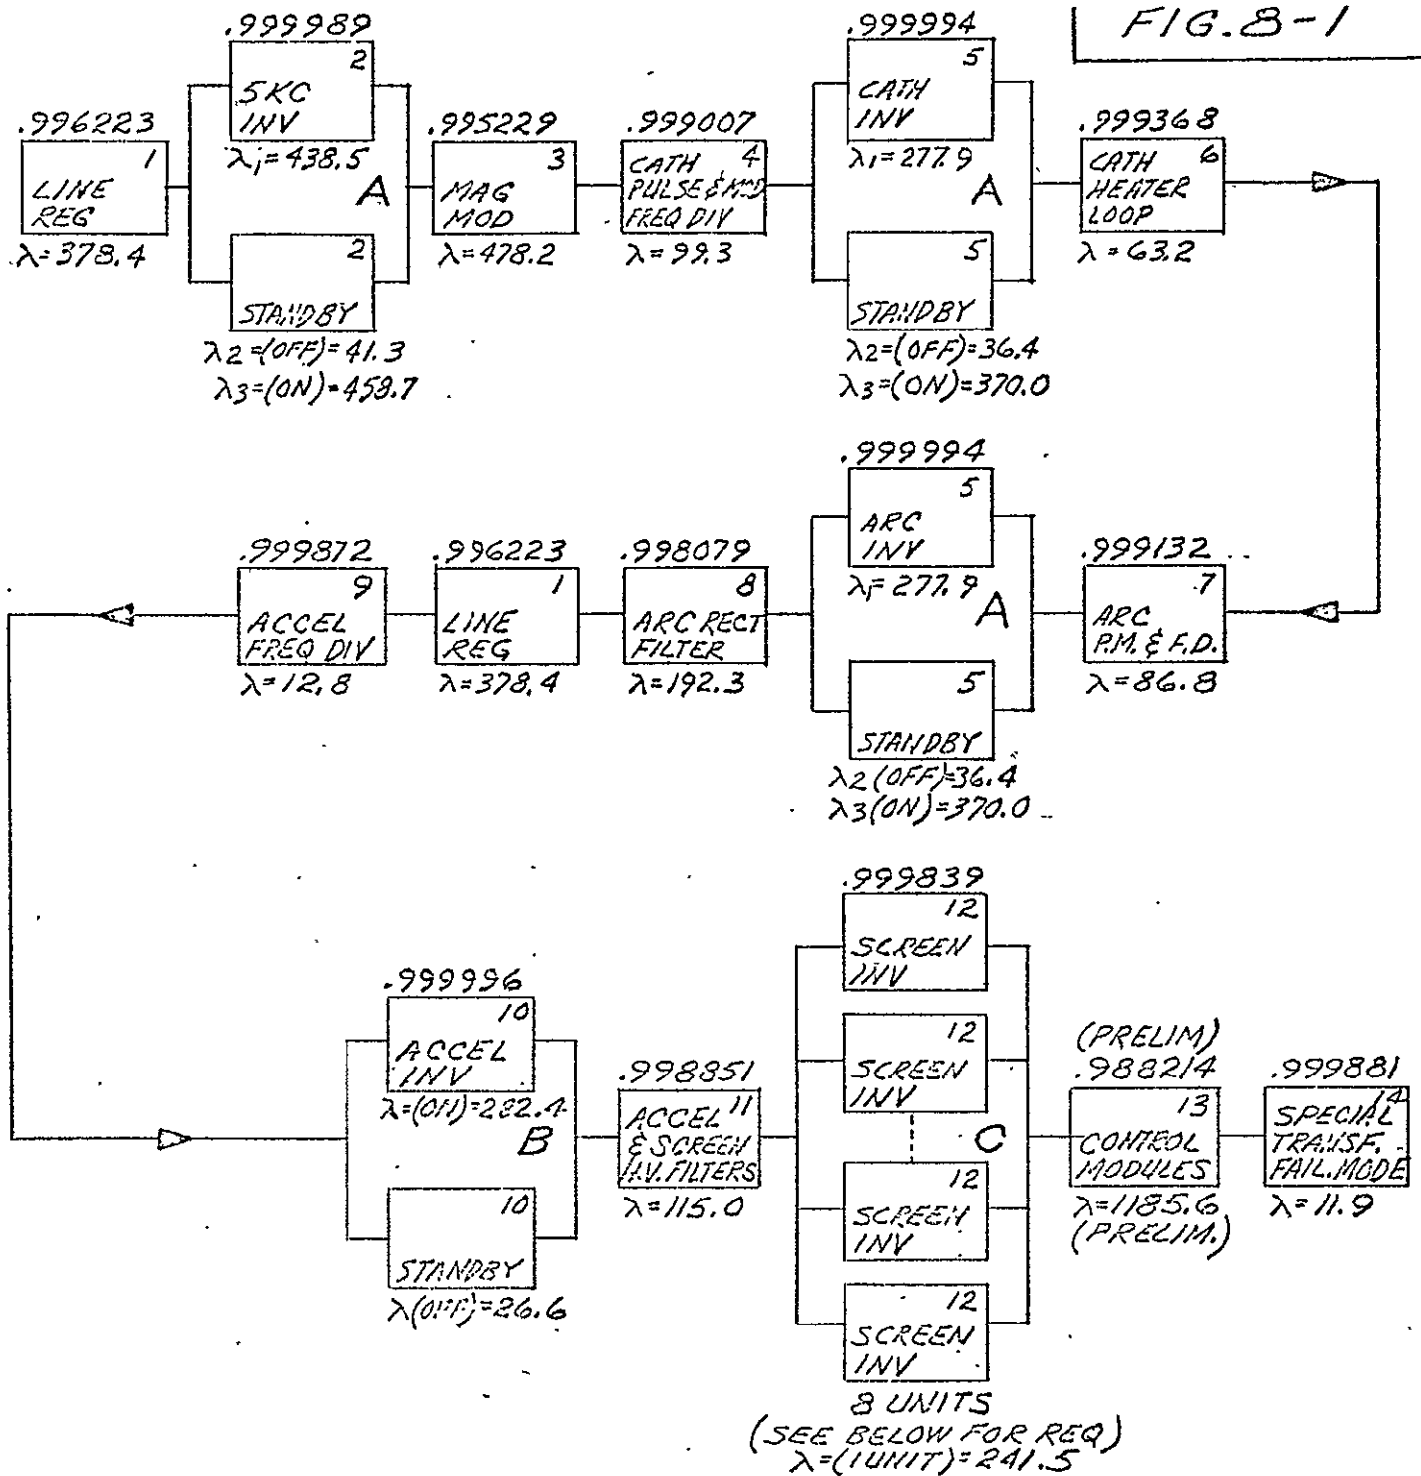 FIG. 8-1
.999989
2
5KC
INV
λ1=438.5
.996223
1
LINE
REG
λ=378.4
A
2
STANDBY
λ2=(OFF)=41.3
λ3=(ON)=458.7
.995229
3
MAG
MOD
λ=478.2
.999007
4
CATH
PULSE & MOD
FREQ DIV
λ=99.3
.999994
5
CATH
INV
λ1=277.9
A
5
STANDBY
λ2=(OFF)=36.4
λ3=(ON)=370.0
.999368
6
CATH
HEATER
LOOP
λ=63.2
.999132
7
ARC
P.M. & F.D.
λ=86.8
.999994
5
ARC
INV
λ1=277.9
A
5
STANDBY
λ2(OFF)=36.4
λ3(ON)=370.0
.998079
8
ARC RECT
FILTER
λ=192.3
.996223
1
LINE
REG
λ=378.4
.999872
9
ACCEL
FREQ DIV
λ=12.8
.999996
10
ACCEL
INV
λ=(ON)=282.4
B
10
STANDBY
λ(OFF)=26.6
.998851
11
ACCEL
& SCREEN
H.V. FILTERS
λ=115.0
.999839
12
SCREEN
INV
12
SCREEN
INV
C
12
SCREEN
INV
12
SCREEN
INV
8 UNITS
(SEE BELOW FOR REQ)
λ=(1UNIT)=241.5
(PRELIM)
.988214
13
CONTROL
MODULES
λ=1185.6
(PRELIM.)
.999881
14
SPECIAL
TRANSF.
FAIL. MODE
λ=11.9